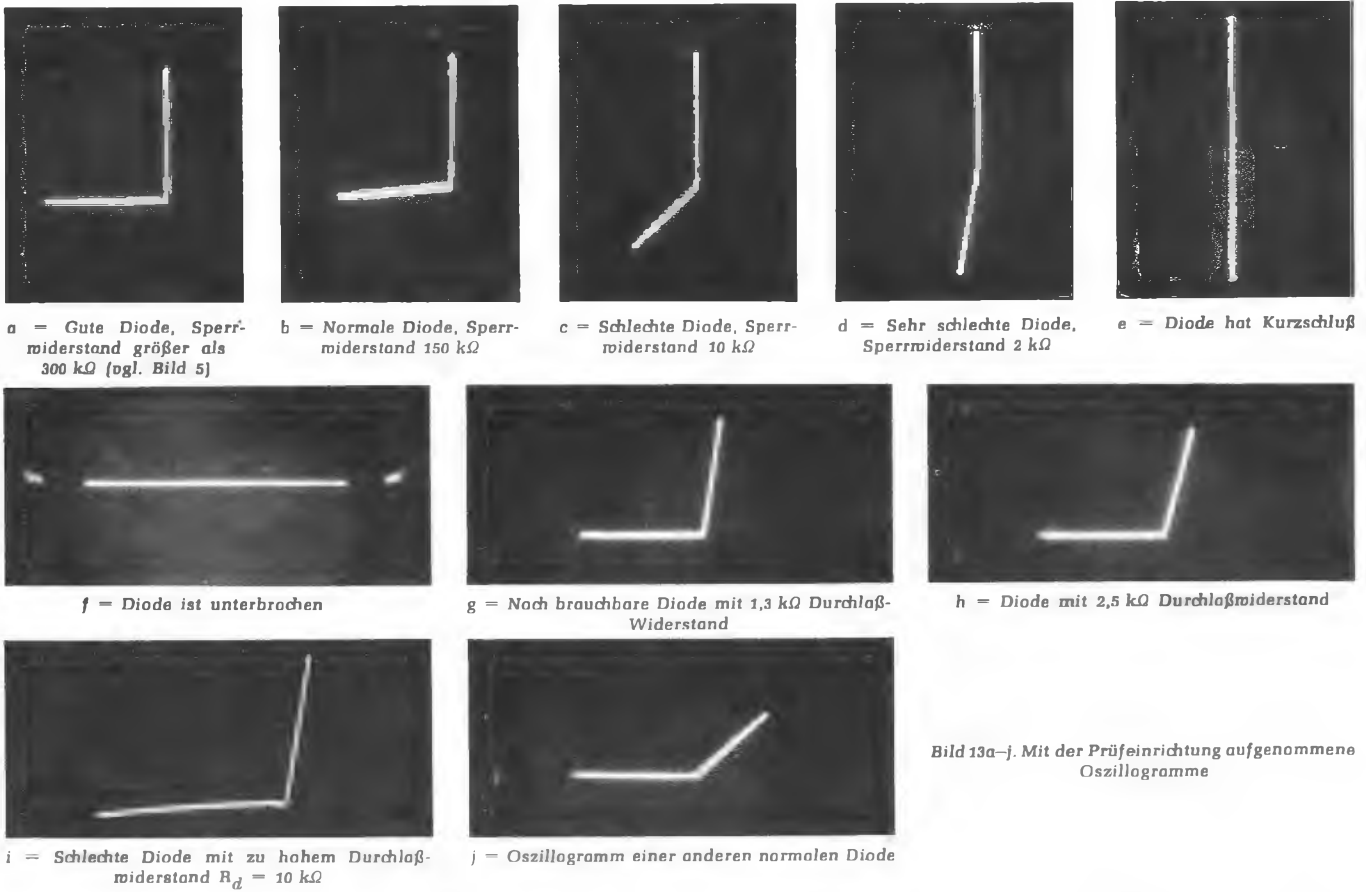 a = Gute Diode, Sperr-
widerstand größer als
300 kΩ (vgl. Bild 5)
b = Normale Diode, Sperr-
widerstand 150 kΩ
c = Schlechte Diode, Sperr-
widerstand 10 kΩ
d = Sehr schlechte Diode,
Sperrwiderstand 2 kΩ
e = Diode hat Kurzschluß
f = Diode ist unterbrochen
g = Noch brauchbare Diode mit 1,3 kΩ Durchlaß-
Widerstand
h = Diode mit 2,5 kΩ Durchlaßwiderstand
i = Schlechte Diode mit zu hohem Durchlaß-
widerstand Rd = 10 kΩ
j = Oszillogramm einer anderen normalen Diode
Bild 13a–j. Mit der Prüfeinrichtung aufgenommene
Oszillogramme